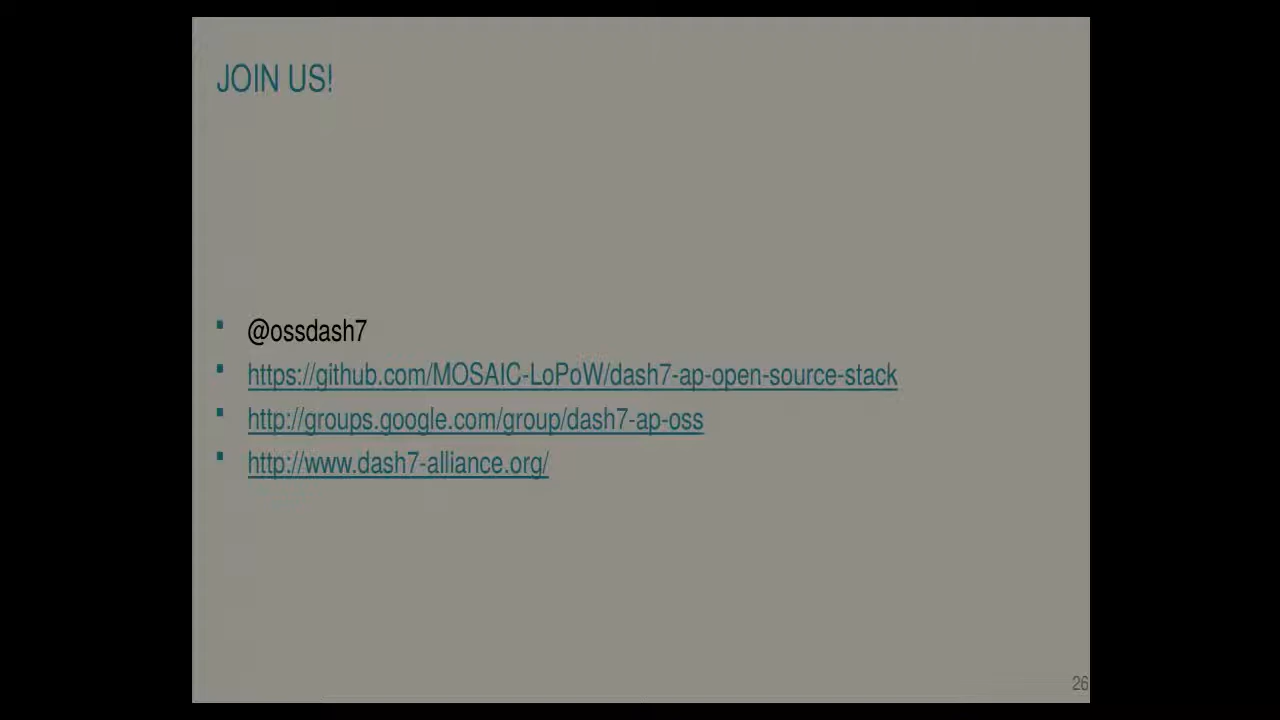 JOIN US!
@ossdash7
https://github.com/MOSAIC-LoPoW/dash7-ap-open-source-stack
http://groups.google.com/group/dash7-ap-oss
http://www.dash7-alliance.org/
26